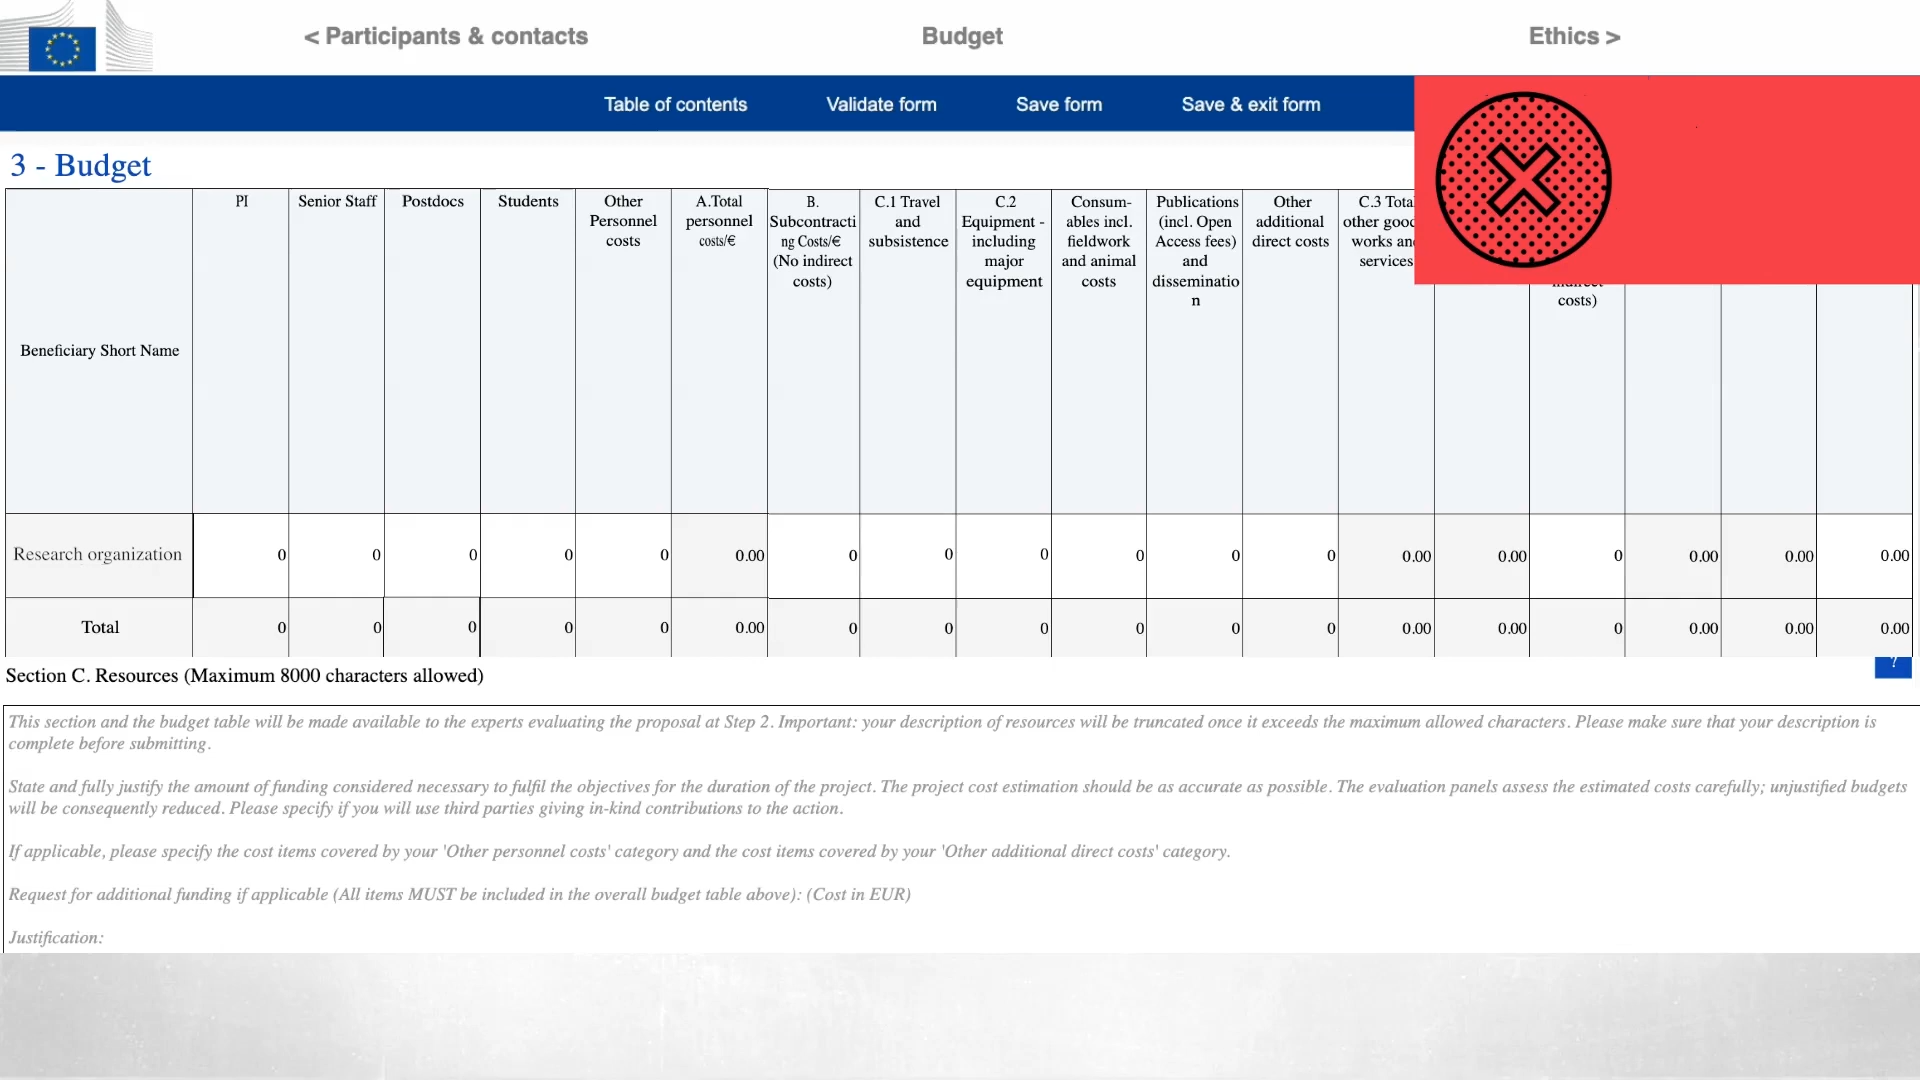 < Participants & contacts
Budget
Ethics >
Table of contents
Validate form
Save form
Save & exit form
3 - Budget
Beneficiary Short Name
PI
Senior Staff
Postdocs
Students
Other
Personnel
costs
A.Total
personnel
costs/€
B.
Subcontracti
ng Costs/€
(No indirect
costs)
C.1 Travel
and
subsistence
C.2
Equipment -
including
major
equipment
Consum-
ables incl.
fieldwork
and animal
costs
Publications
(incl. Open
Access fees)
and
disseminatio
n
Other
additional
direct costs
C.3 Tota
other good
works and
services
costs)
Research organization 0 0 0 0 0 0.00 0 0 0 0 0 0 0.00 0.00 0 0.00 0.00 0.00
Total 0 0 0 0 0 0.00 0 0 0 0 0 0 0.00 0.00 0 0.00 0.00 0.00
Section C. Resources (Maximum 8000 characters allowed)
?
This section and the budget table will be made available to the experts evaluating the proposal at Step 2. Important: your description of resources will be truncated once it exceeds the maximum allowed characters. Please make sure that your description is
complete before submitting.
State and fully justify the amount of funding considered necessary to fulfil the objectives for the duration of the project. The project cost estimation should be as accurate as possible. The evaluation panels assess the estimated costs carefully; unjustified budgets
will be consequently reduced. Please specify if you will use third parties giving in-kind contributions to the action.
If applicable, please specify the cost items covered by your 'Other personnel costs' category and the cost items covered by your 'Other additional direct costs' category.
Request for additional funding if applicable (All items MUST be included in the overall budget table above): (Cost in EUR)
Justification: